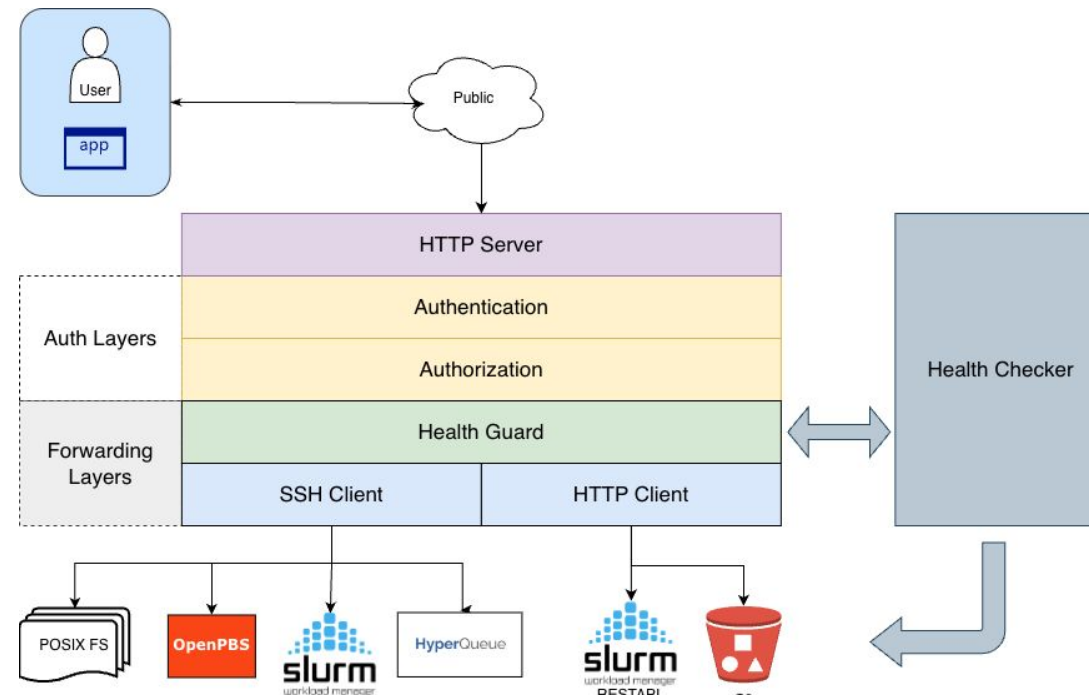 User
app
Public
HTTP Server
Authentication
Auth Layers
Authorization
Health Checker
Health Guard
Forwarding
Layers
SSH Client
HTTP Client
POSIX FS
OpenPBS
slurm
workload manager
HyperQueue
slurm
workload manager
RESTAPI